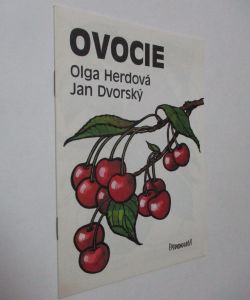 OVOCIE
Olga Herdová
Jan Dvorský